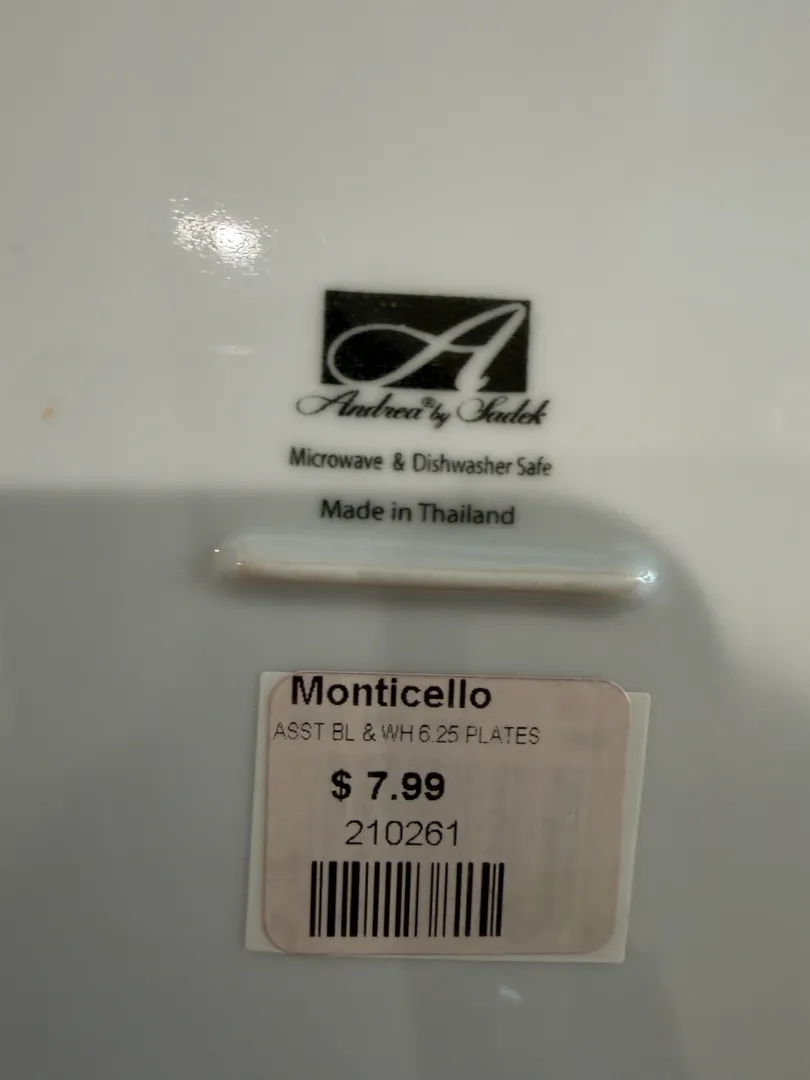 A
Andrea® by Sadek
Microwave & Dishwasher Safe
Made in Thailand
Monticello
ASST BL & WH 6.25 PLATES
$ 7.99
210261